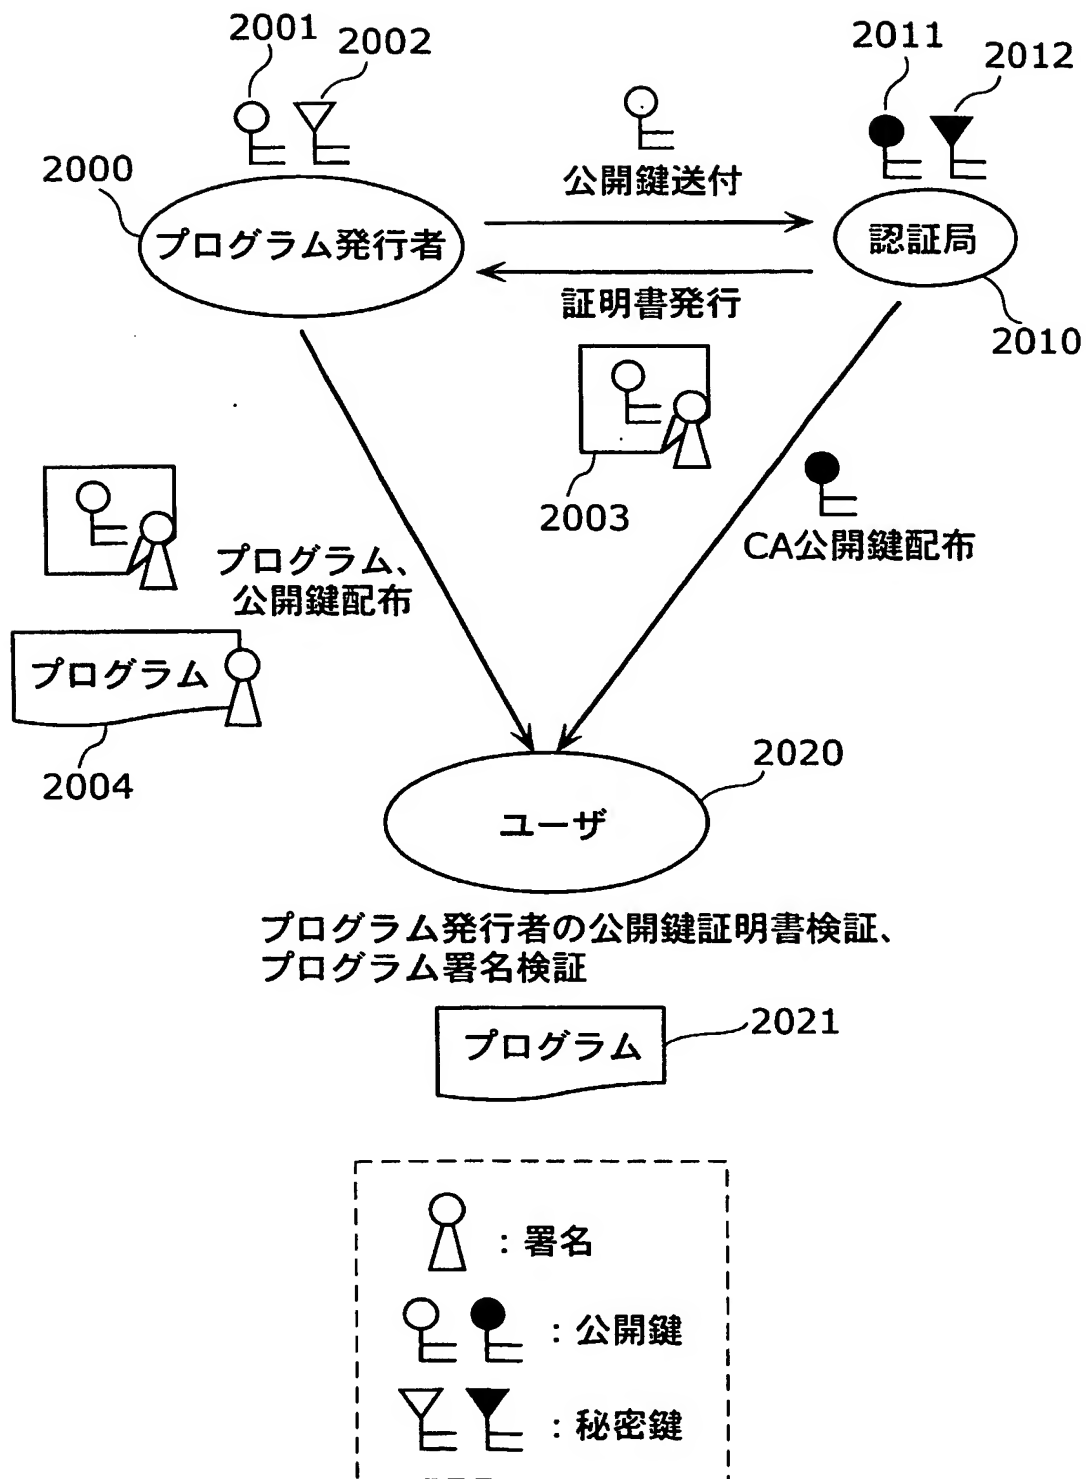 2001
2002
2011
2012
2000
公開鍵送付
プログラム発行者
認証局
証明書発行
2010
2003
CA公開鍵配布
プログラム、
公開鍵配布
プログラム
2004
2020
ユーザ
プログラム発行者の公開鍵証明書検証、
プログラム署名検証
プログラム
2021
:署名
:公開鍵
:秘密鍵